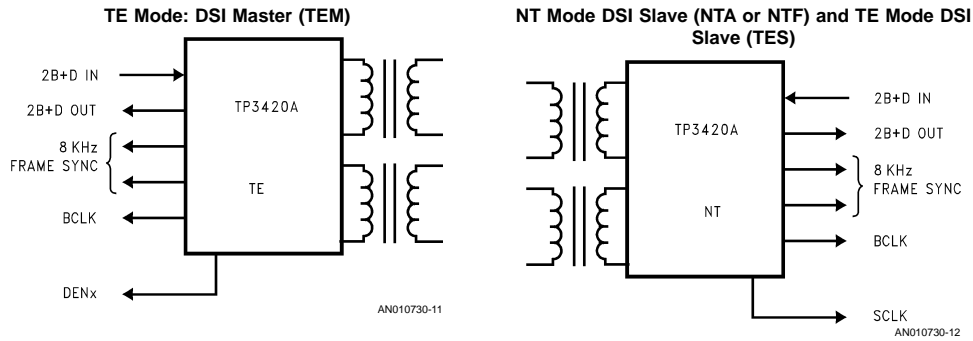 TE Mode: DSI Master (TEM)
2B+D IN
2B+D OUT
8 KHz
FRAME SYNC
BCLK
DENx
TP3420A
TE
AN010730-11
NT Mode DSI Slave (NTA or NTF) and TE Mode DSI
Slave (TES)
TP3420A
NT
2B+D IN
2B+D OUT
8 KHz
FRAME SYNC
BCLK
SCLK
AN010730-12